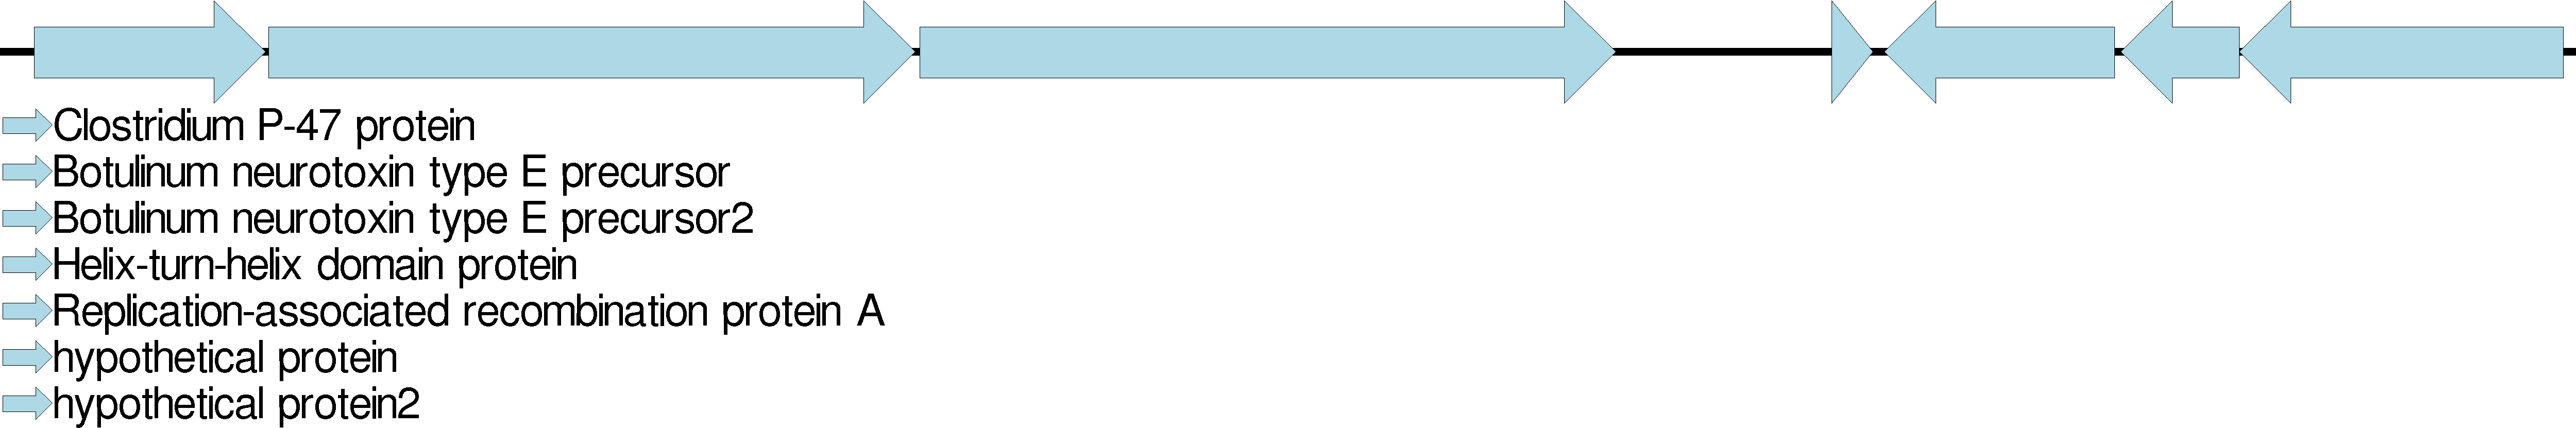 Clostridium P-47 protein
Botulinum neurotoxin type E precursor
Botulinum neurotoxin type E precursor2
Helix-turn-helix domain protein
Replication-associated recombination protein A
hypothetical protein
hypothetical protein2